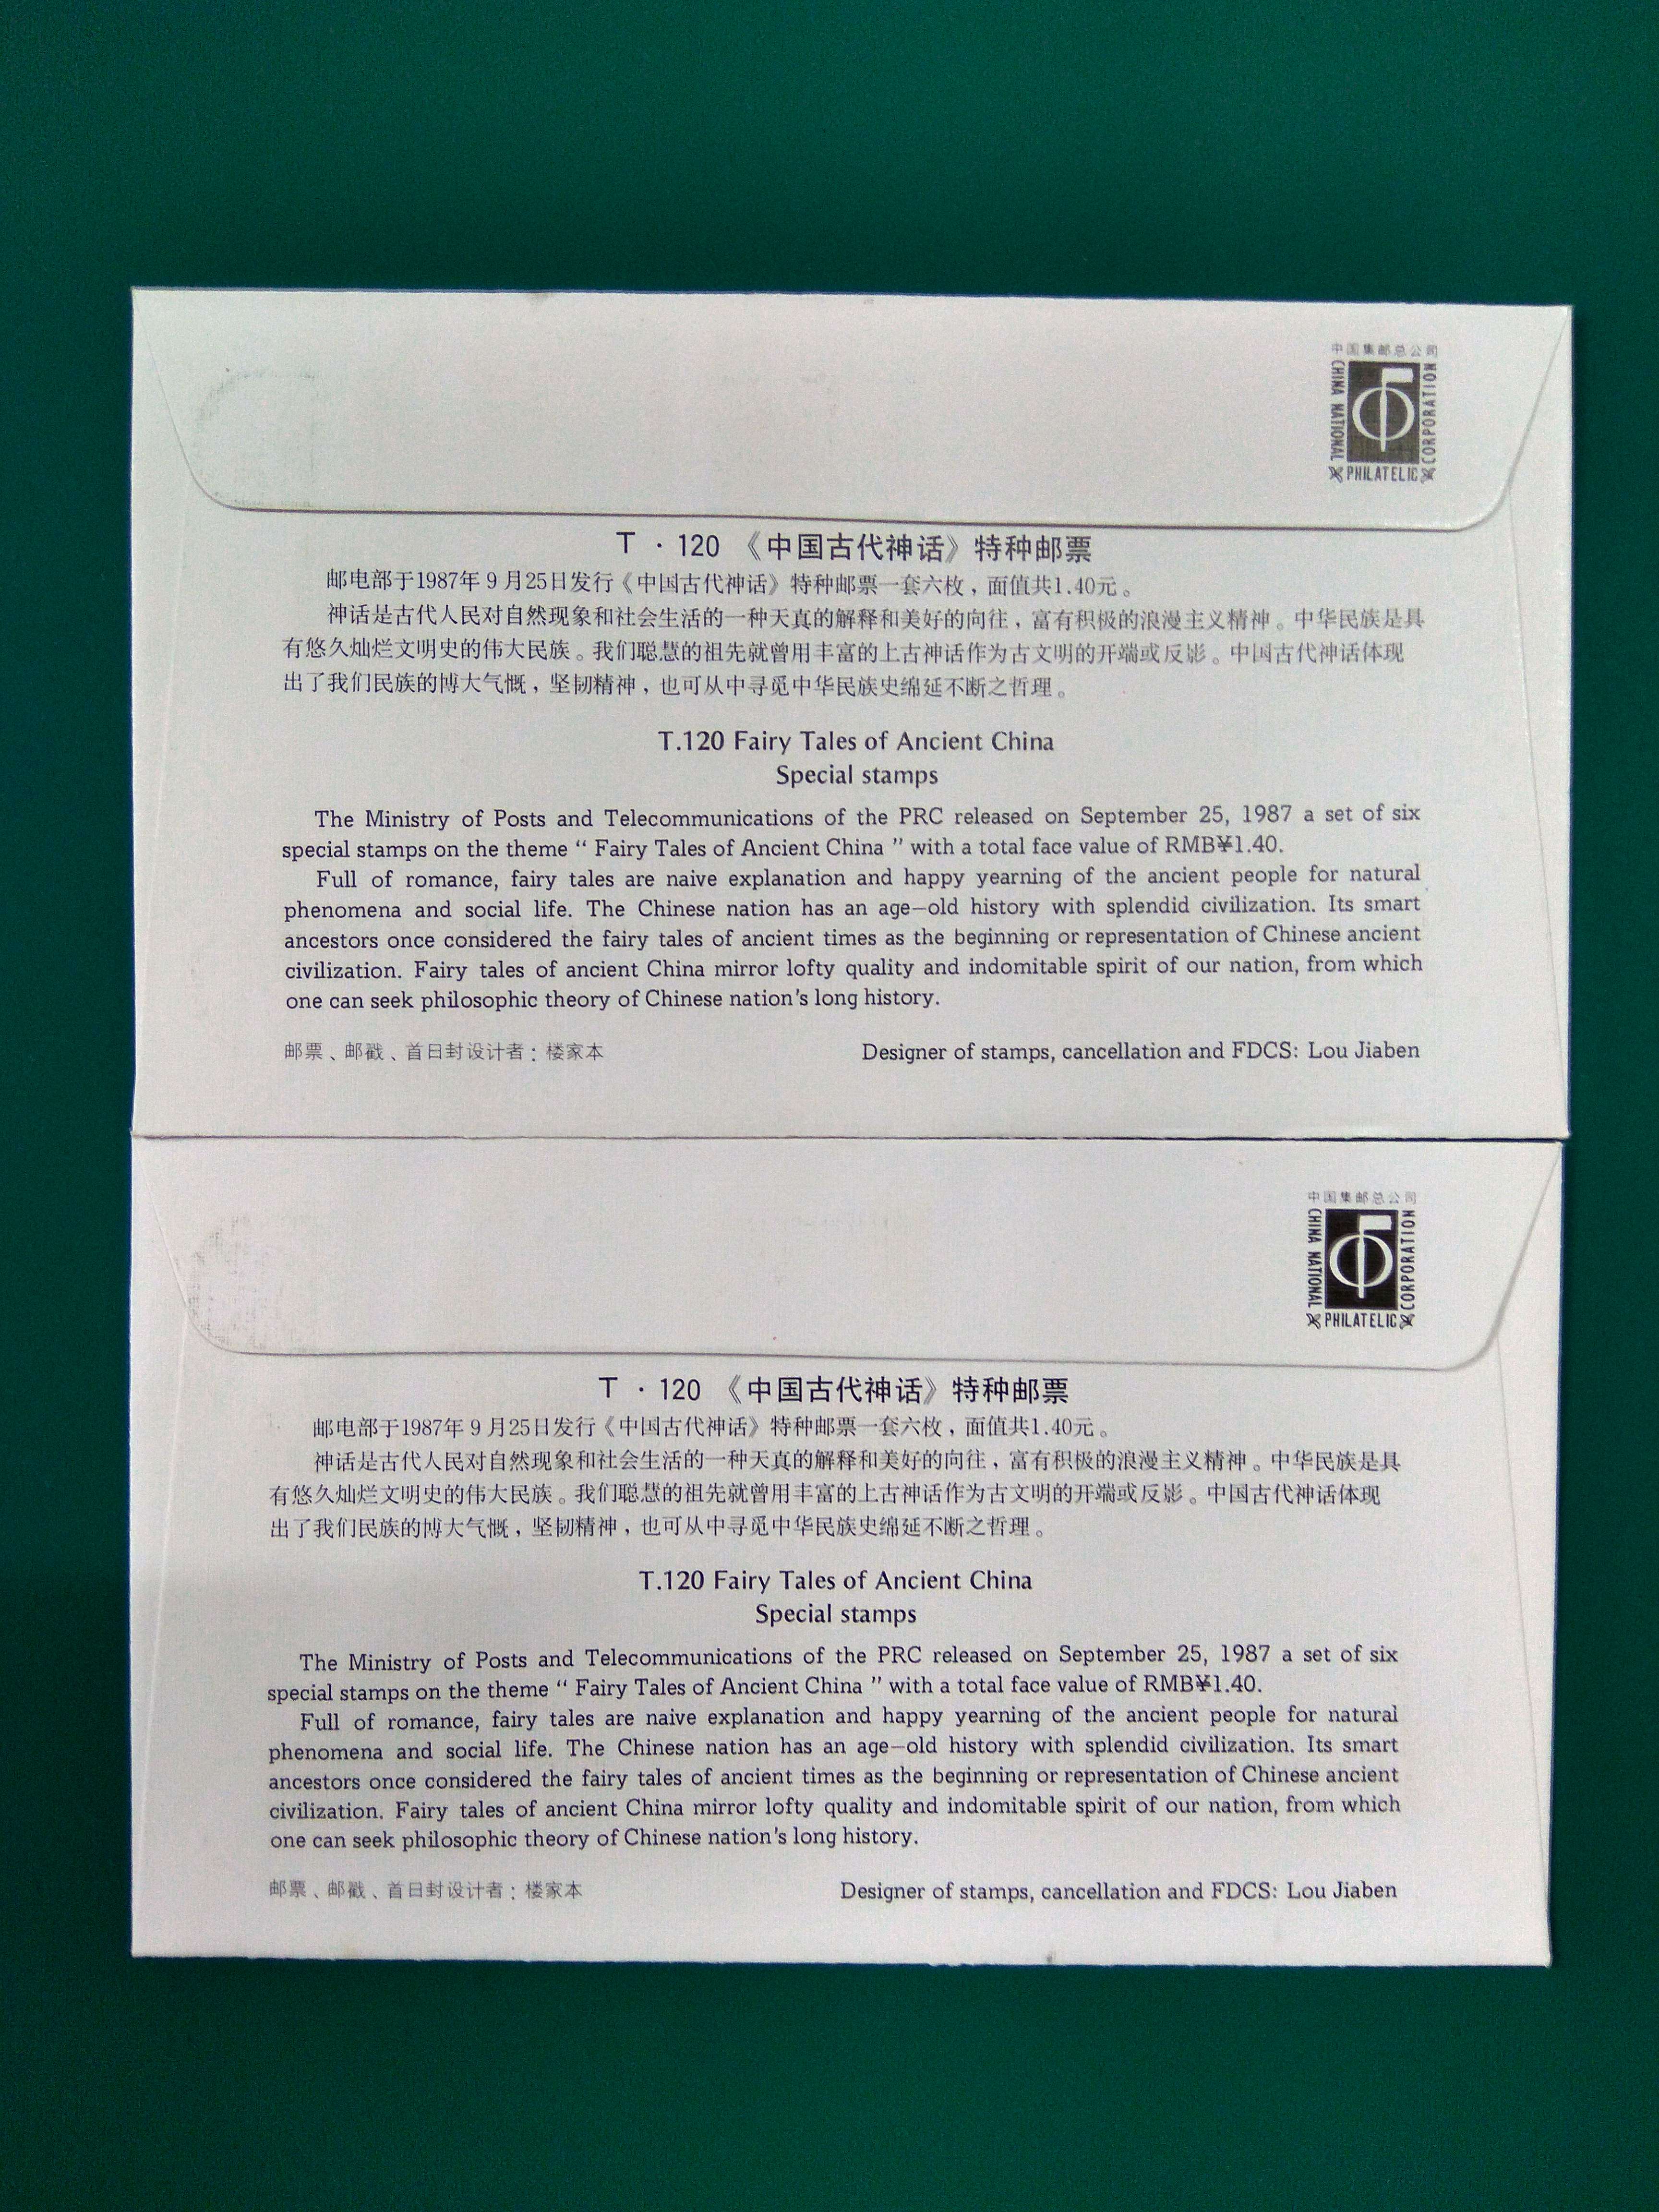 中国集邮总公司
CHINA NATIONAL
CORPORATION
PHILATELIC
T·120 《中国古代神话》特种邮票
邮电部于1987年9月25日发行《中国古代神话》特种邮票一套六枚，面值共1.40元。
神话是古代人民对自然现象和社会生活的一种天真的解释和美好的向往，富有积极的浪漫主义精神。中华民族是具
有悠久灿烂文明史的伟大民族。我们聪慧的祖先就曾用丰富的上古神话作为古文明的开端或反影。中国古代神话体现
出了我们民族的博大气慨，坚韧精神，也可从中寻觅中华民族史绵延不断之哲理。
T.120 Fairy Tales of Ancient China
Special stamps
The Ministry of Posts and Telecommunications of the PRC released on September 25, 1987 a set of six
special stamps on the theme “ Fairy Tales of Ancient China ” with a total face value of RMB¥1.40.
Full of romance, fairy tales are naive explanation and happy yearning of the ancient people for natural
phenomena and social life. The Chinese nation has an age—old history with splendid civilization. Its smart
ancestors once considered the fairy tales of ancient times as the beginning or representation of Chinese ancient
civilization. Fairy tales of ancient China mirror lofty quality and indomitable spirit of our nation, from which
one can seek philosophic theory of Chinese nation's long history.
邮票、邮戳、首日封设计者：楼家本
Designer of stamps, cancellation and FDCS: Lou Jiaben
中国集邮总公司
CHINA NATIONAL
CORPORATION
PHILATELIC
T·120 《中国古代神话》特种邮票
邮电部于1987年9月25日发行《中国古代神话》特种邮票一套六枚，面值共1.40元。
神话是古代人民对自然现象和社会生活的一种天真的解释和美好的向往，富有积极的浪漫主义精神。中华民族是具
有悠久灿烂文明史的伟大民族。我们聪慧的祖先就曾用丰富的上古神话作为古文明的开端或反影。中国古代神话体现
出了我们民族的博大气慨，坚韧精神，也可从中寻觅中华民族史绵延不断之哲理。
T.120 Fairy Tales of Ancient China
Special stamps
The Ministry of Posts and Telecommunications of the PRC released on September 25, 1987 a set of six
special stamps on the theme “ Fairy Tales of Ancient China ” with a total face value of RMB¥1.40.
Full of romance, fairy tales are naive explanation and happy yearning of the ancient people for natural
phenomena and social life. The Chinese nation has an age—old history with splendid civilization. Its smart
ancestors once considered the fairy tales of ancient times as the beginning or representation of Chinese ancient
civilization. Fairy tales of ancient China mirror lofty quality and indomitable spirit of our nation, from which
one can seek philosophic theory of Chinese nation's long history.
邮票、邮戳、首日封设计者：楼家本
Designer of stamps, cancellation and FDCS: Lou Jiaben